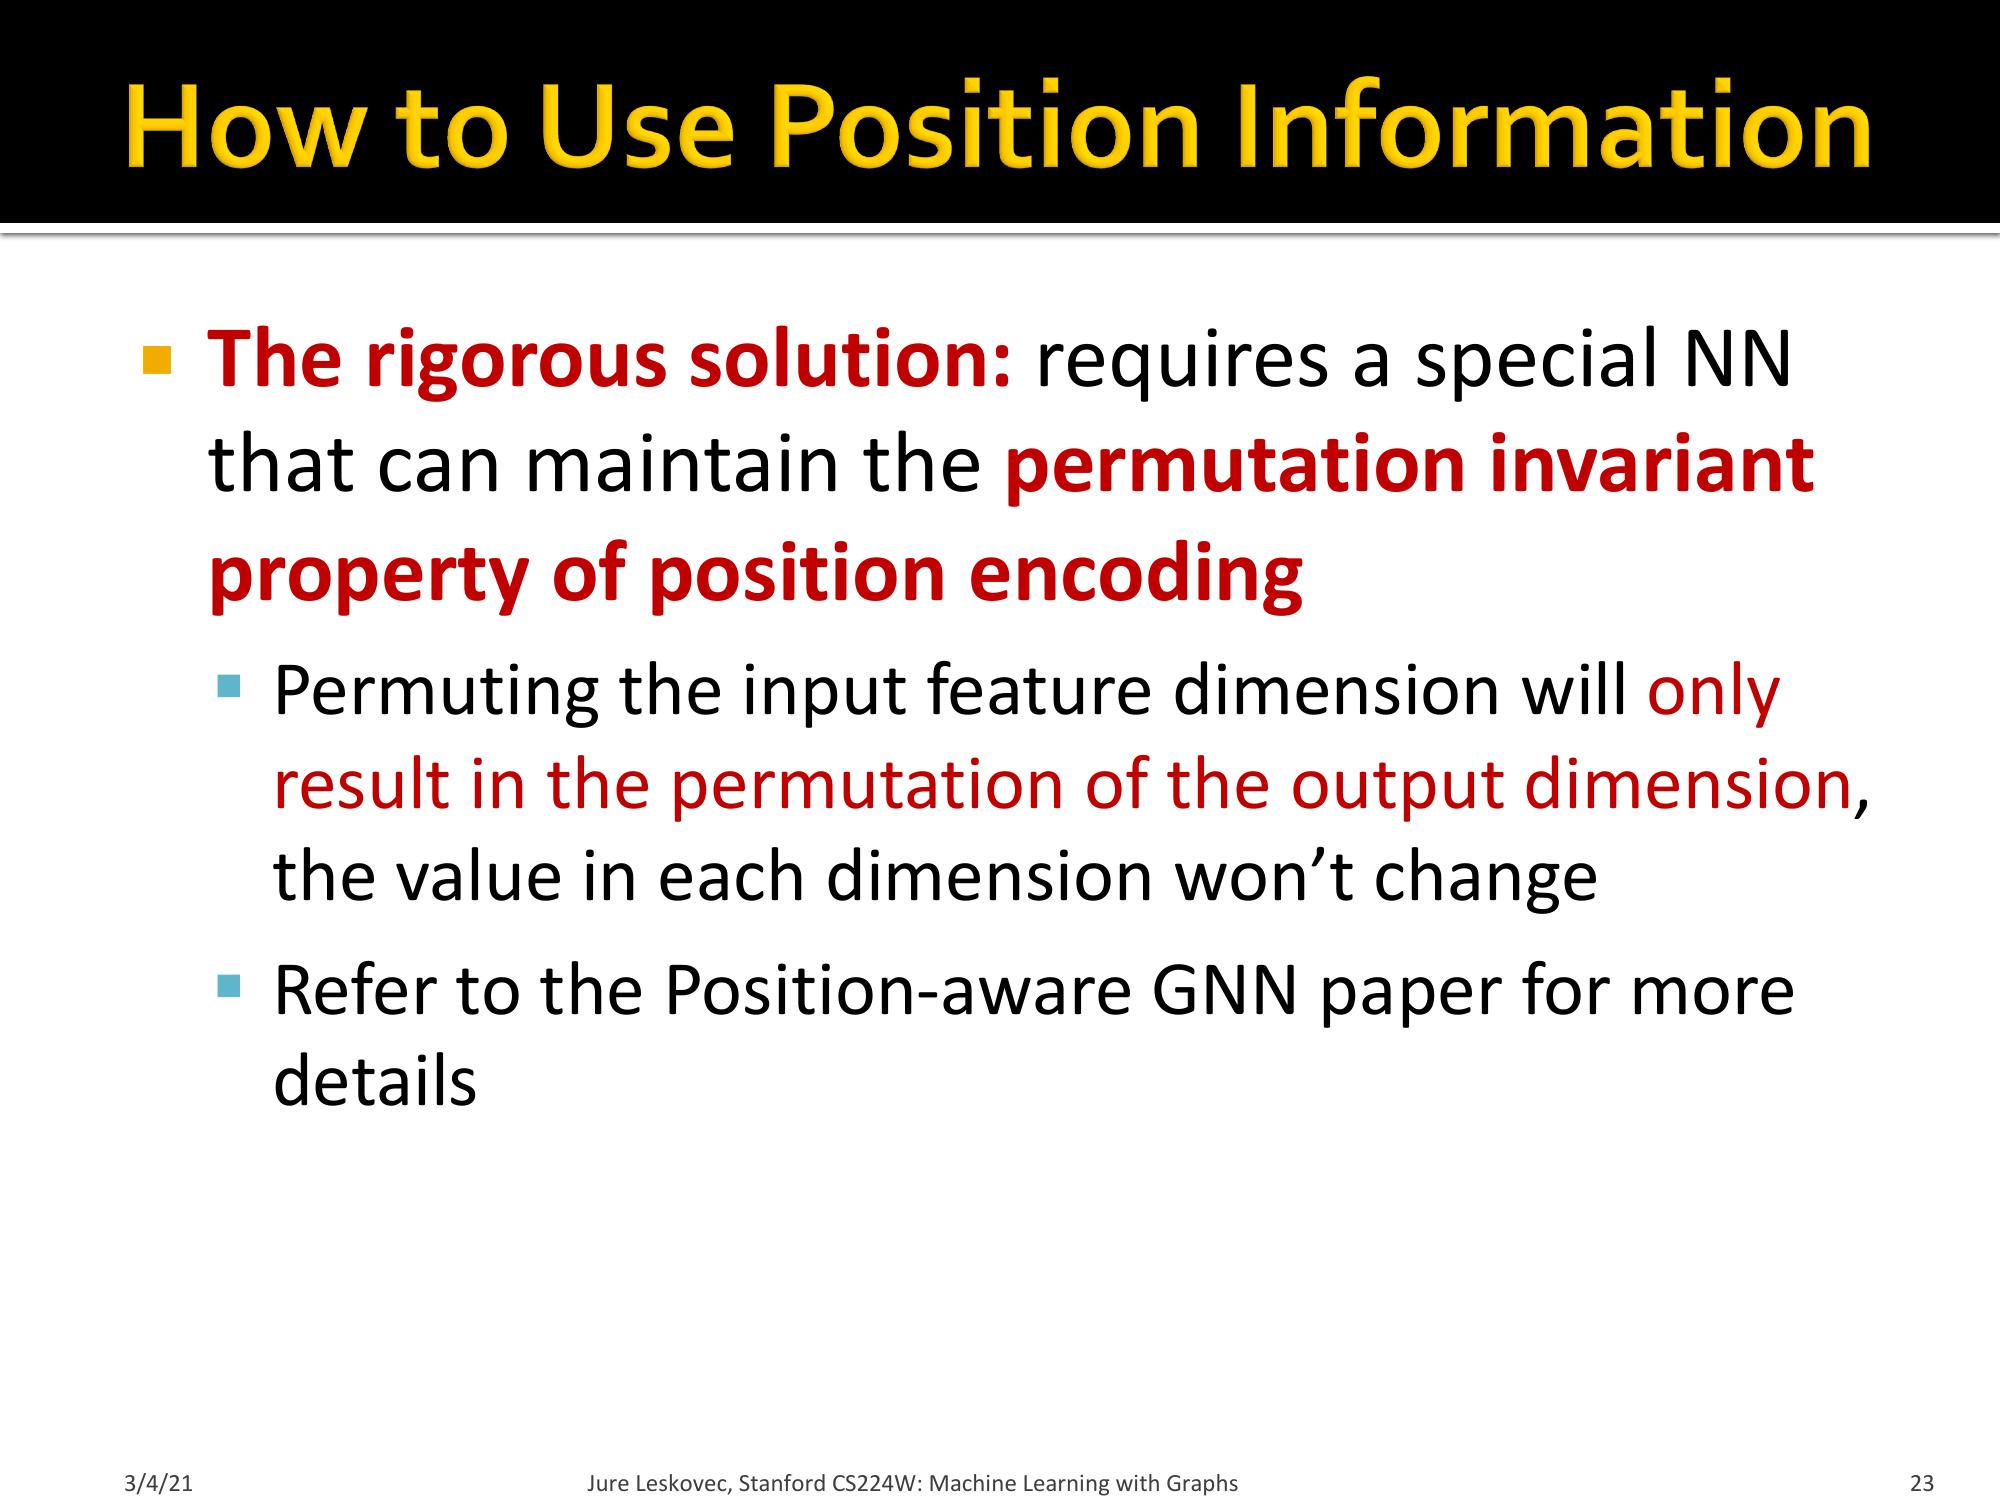 How to Use Position Information
The rigorous solution: requires a special NN
that can maintain the permutation invariant
property of position encoding
Permuting the input feature dimension will only
result in the permutation of the output dimension,
the value in each dimension won’t change
Refer to the Position-aware GNN paper for more
details
3/4/21
Jure Leskovec, Stanford CS224W: Machine Learning with Graphs
23